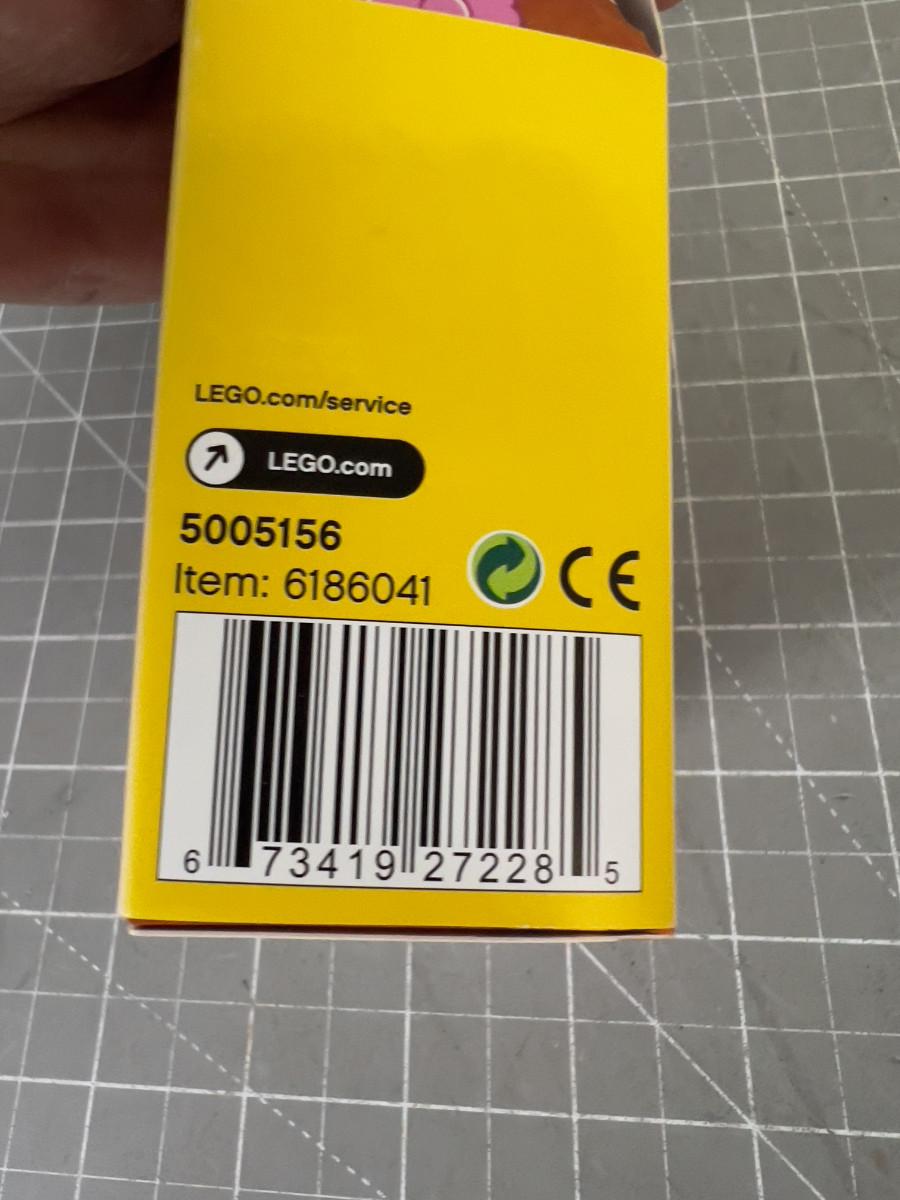 LEGO.com/service
LEGO.com
5005156
Item: 6186041
CE
6 73419 27228 5